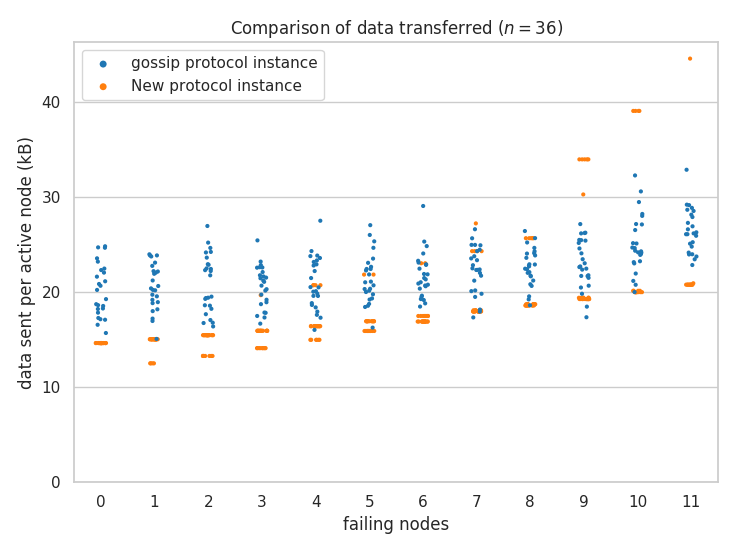 Comparison of data transferred (n = 36)
gossip protocol instance
New protocol instance
data sent per active node (kB)
40
30
20
10
0
0 1 2 3 4 5 6 7 8 9 10 11
failing nodes